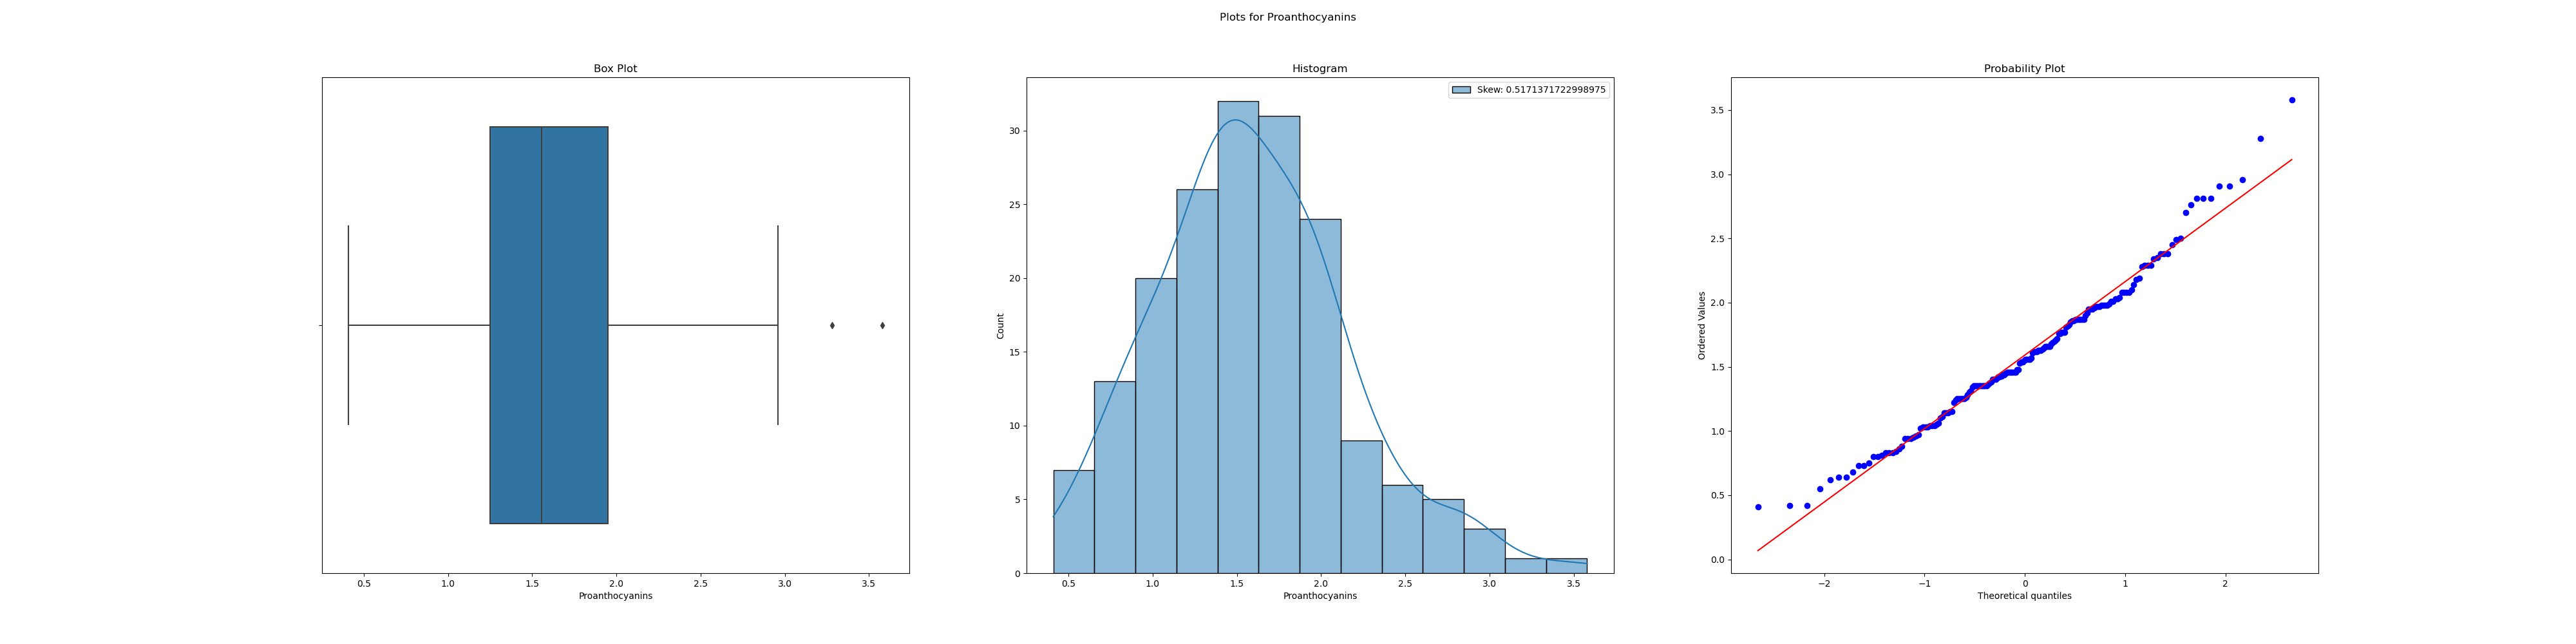 Plots for Proanthocyanins
Box Plot
0.5 1.0 1.5 2.0 2.5 3.0 3.5
Proanthocyanins
Histogram
Skew: 0.5171371722998975
30
25
20
15
10
5
0
Count
0.5 1.0 1.5 2.0 2.5 3.0 3.5
Proanthocyanins
Probability Plot
3.5
3.0
2.5
2.0
1.5
1.0
0.5
0.0
Ordered Values
−2 −1 0 1 2
Theoretical quantiles